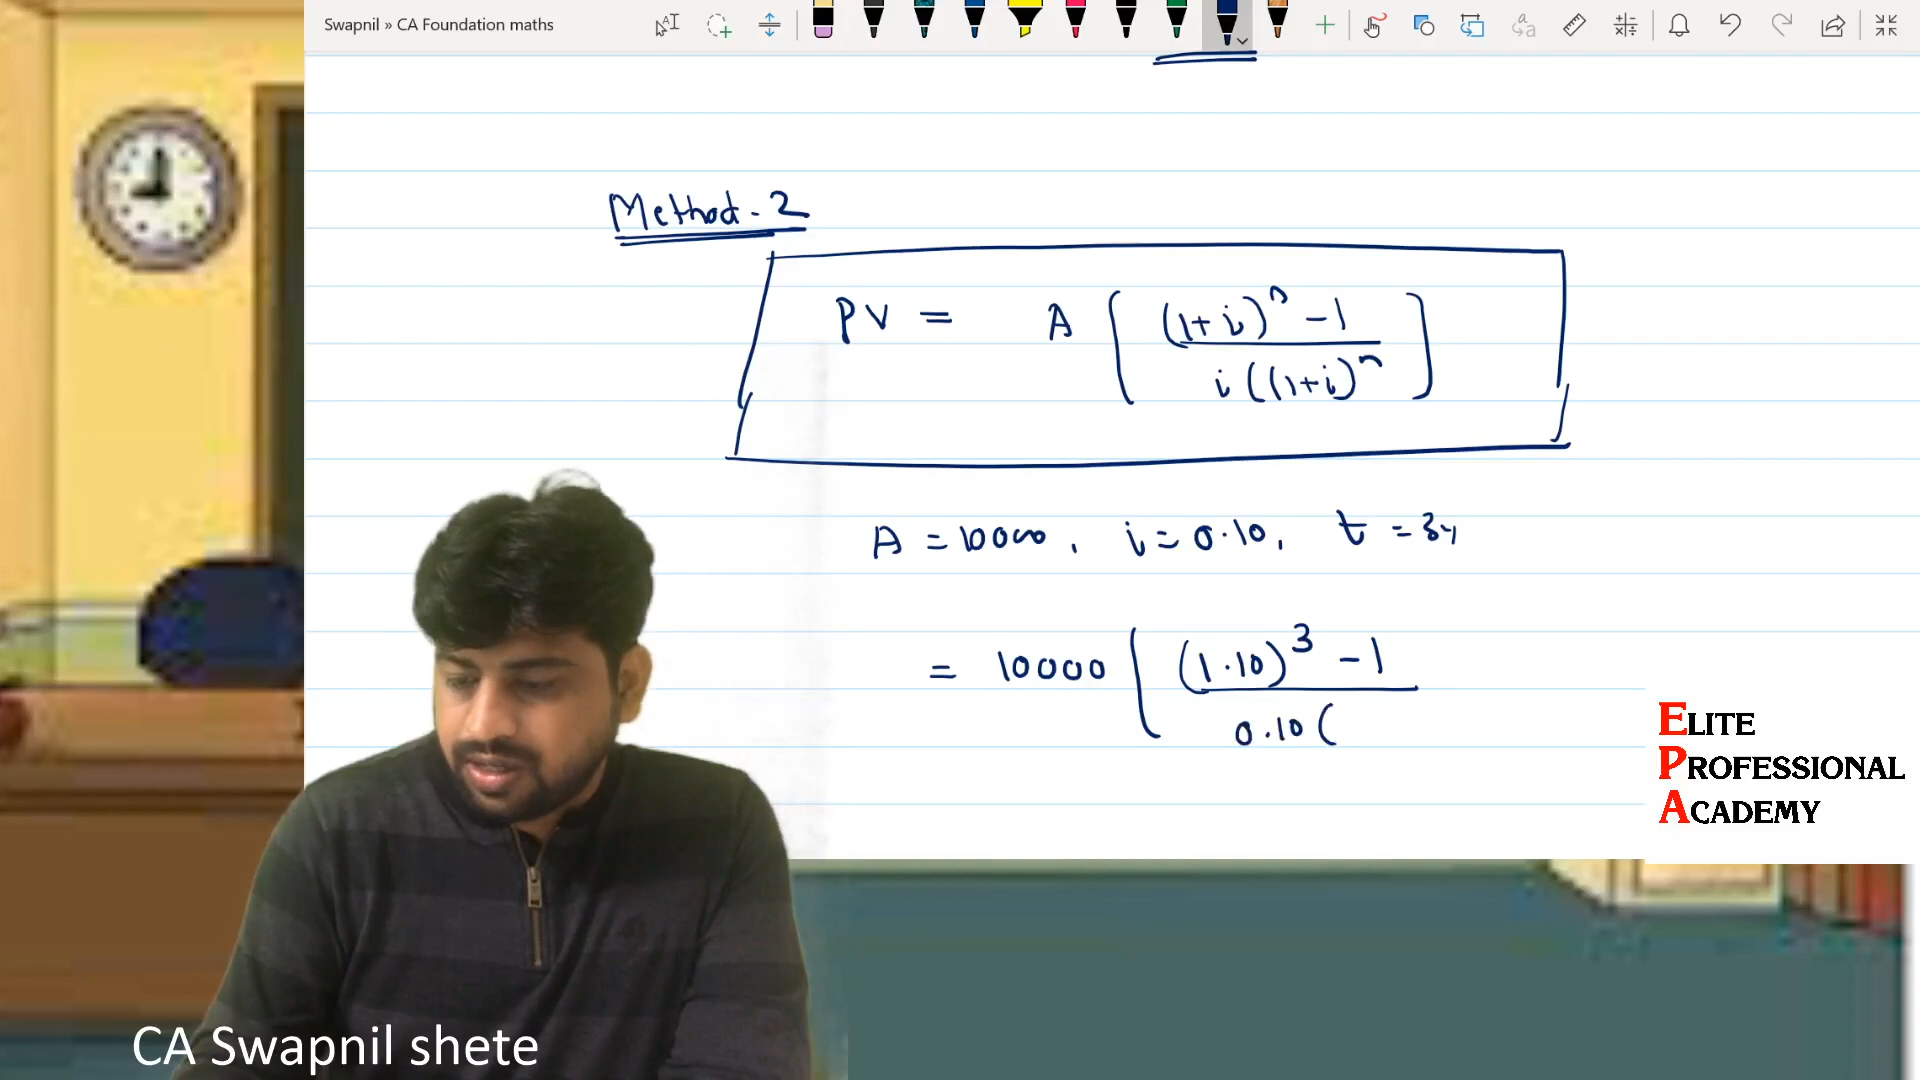 Swapnil » CA Foundation maths
Method - 2
PV = A [ (1+i)^n - 1 / i ((1+i)^n ]
A = 10000, i = 0.10, t = 3y
= 10000 [ (1.10)^3 - 1 / 0.10 (
ELITE
PROFESSIONAL
ACADEMY
CA Swapnil shete